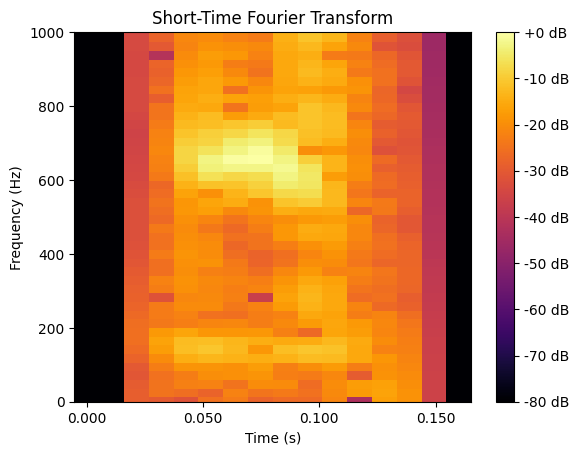 Short-Time Fourier Transform
1000
800
600
400
200
0
Frequency (Hz)
0.000
0.050
0.100
0.150
Time (s)
+0 dB
-10 dB
-20 dB
-30 dB
-40 dB
-50 dB
-60 dB
-70 dB
-80 dB